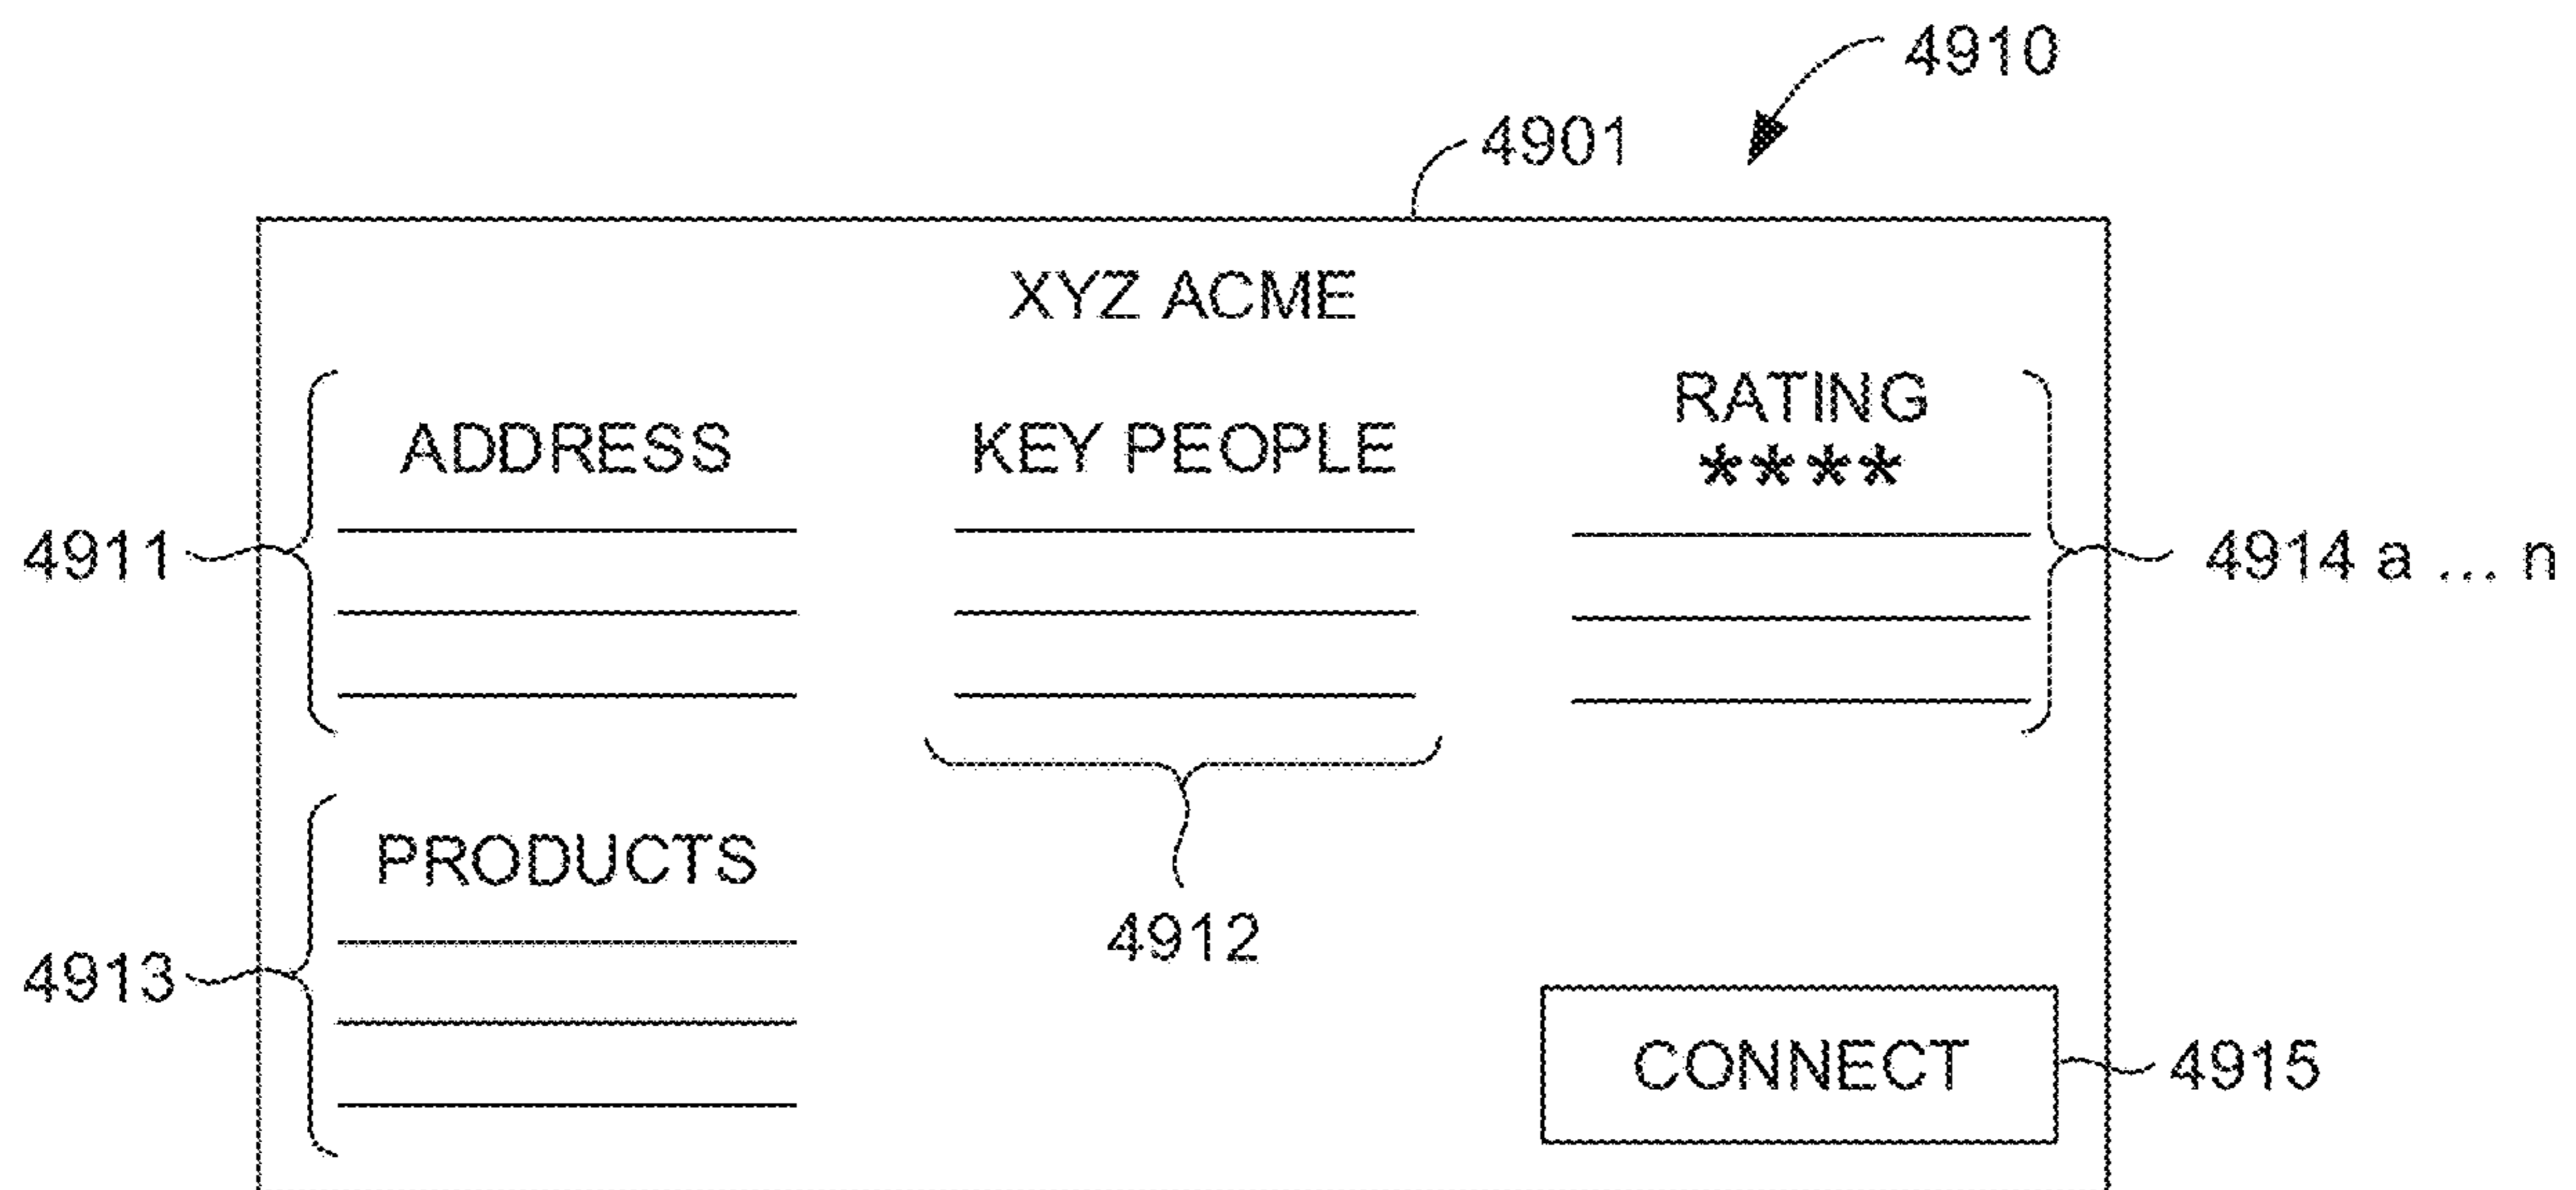 4910
4901
XYZ ACME
RATING
ADDRESS
KEY PEOPLE
****
4911
4914 a ... n
PRODUCTS
4912
4913
CONNECT
4915